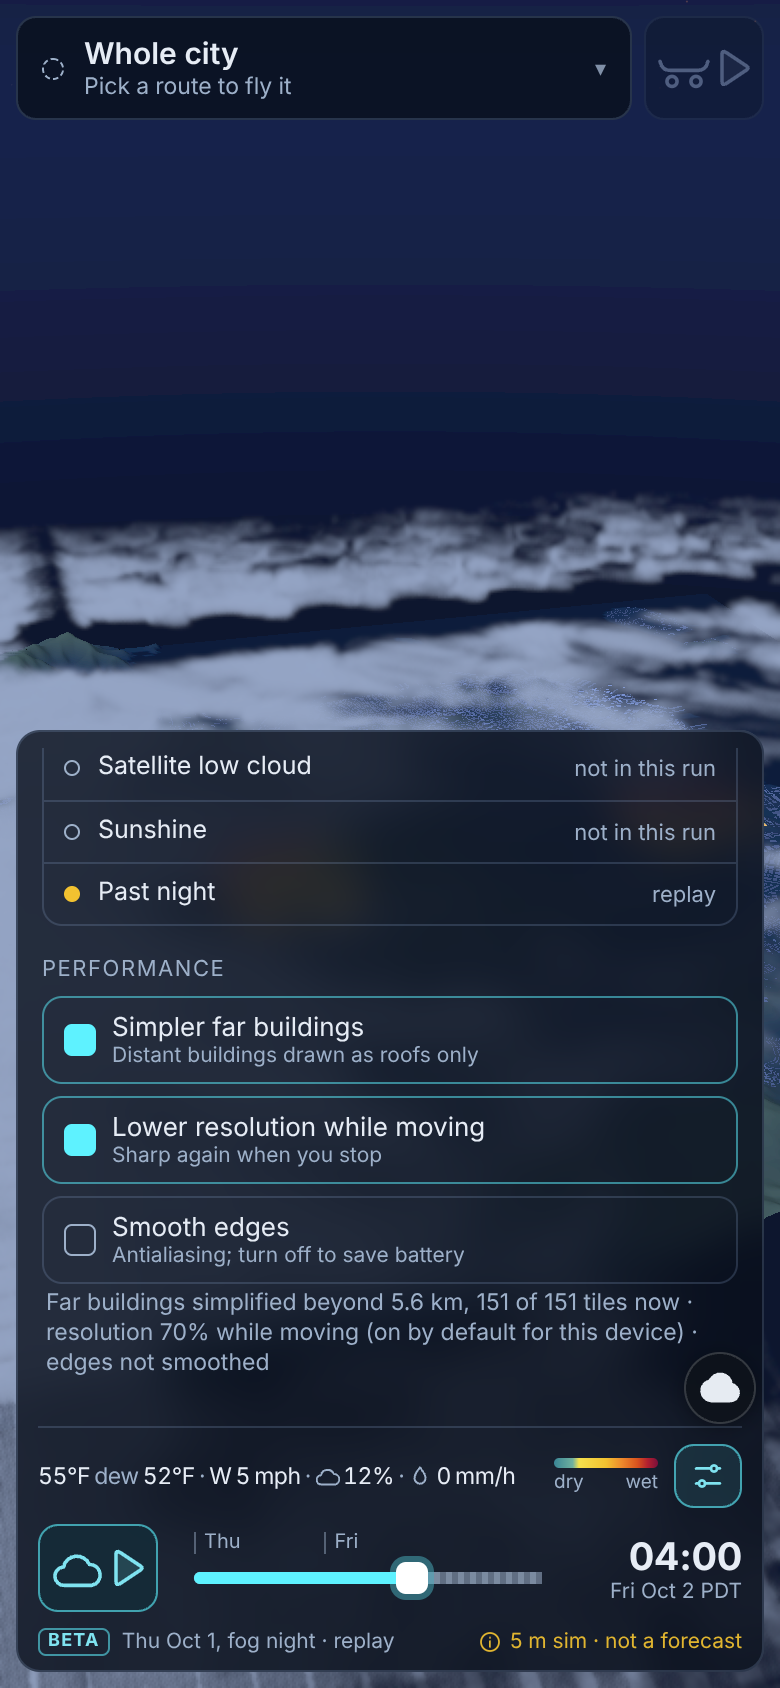 Whole city
Pick a route to fly it
▼
Satellite low cloud not in this run
Sunshine not in this run
Past night replay
PERFORMANCE
Simpler far buildings
Distant buildings drawn as roofs only
Lower resolution while moving
Sharp again when you stop
Smooth edges
Antialiasing; turn off to save battery
Far buildings simplified beyond 5.6 km, 151 of 151 tiles now ·
resolution 70% while moving (on by default for this device) ·
edges not smoothed
55°F dew 52°F · W 5 mph · 12% · 0 mm/h
dry wet
Thu Fri
04:00
Fri Oct 2 PDT
BETA Thu Oct 1, fog night · replay
5 m sim · not a forecast